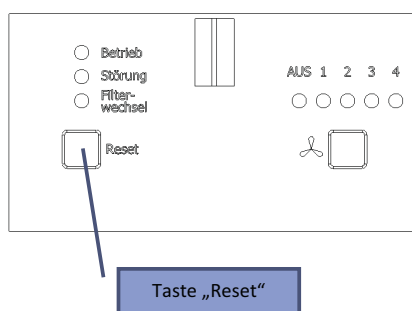 Betrieb
Störung
Filter-
wechsel
Reset
AUS 1 2 3 4
Taste „Reset“